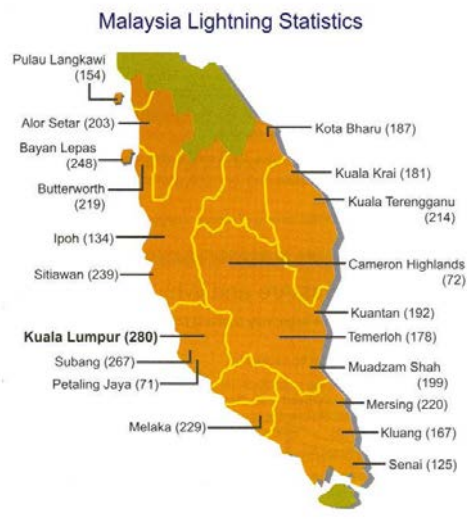 Malaysia Lightning Statistics
Pulau Langkawi
(154)
Alor Setar (203)
Bayan Lepas
(248)
Butterworth
(219)
Ipoh (134)
Sitiawan (239)
Kuala Lumpur (280)
Subang (267)
Petaling Jaya (71)
Melaka (229)
Kota Bharu (187)
Kuala Krai (181)
Kuala Terengganu
(214)
Cameron Highlands
(72)
Kuantan (192)
Temerloh (178)
Muadzam Shah
(199)
Mersing (220)
Kluang (167)
Senai (125)